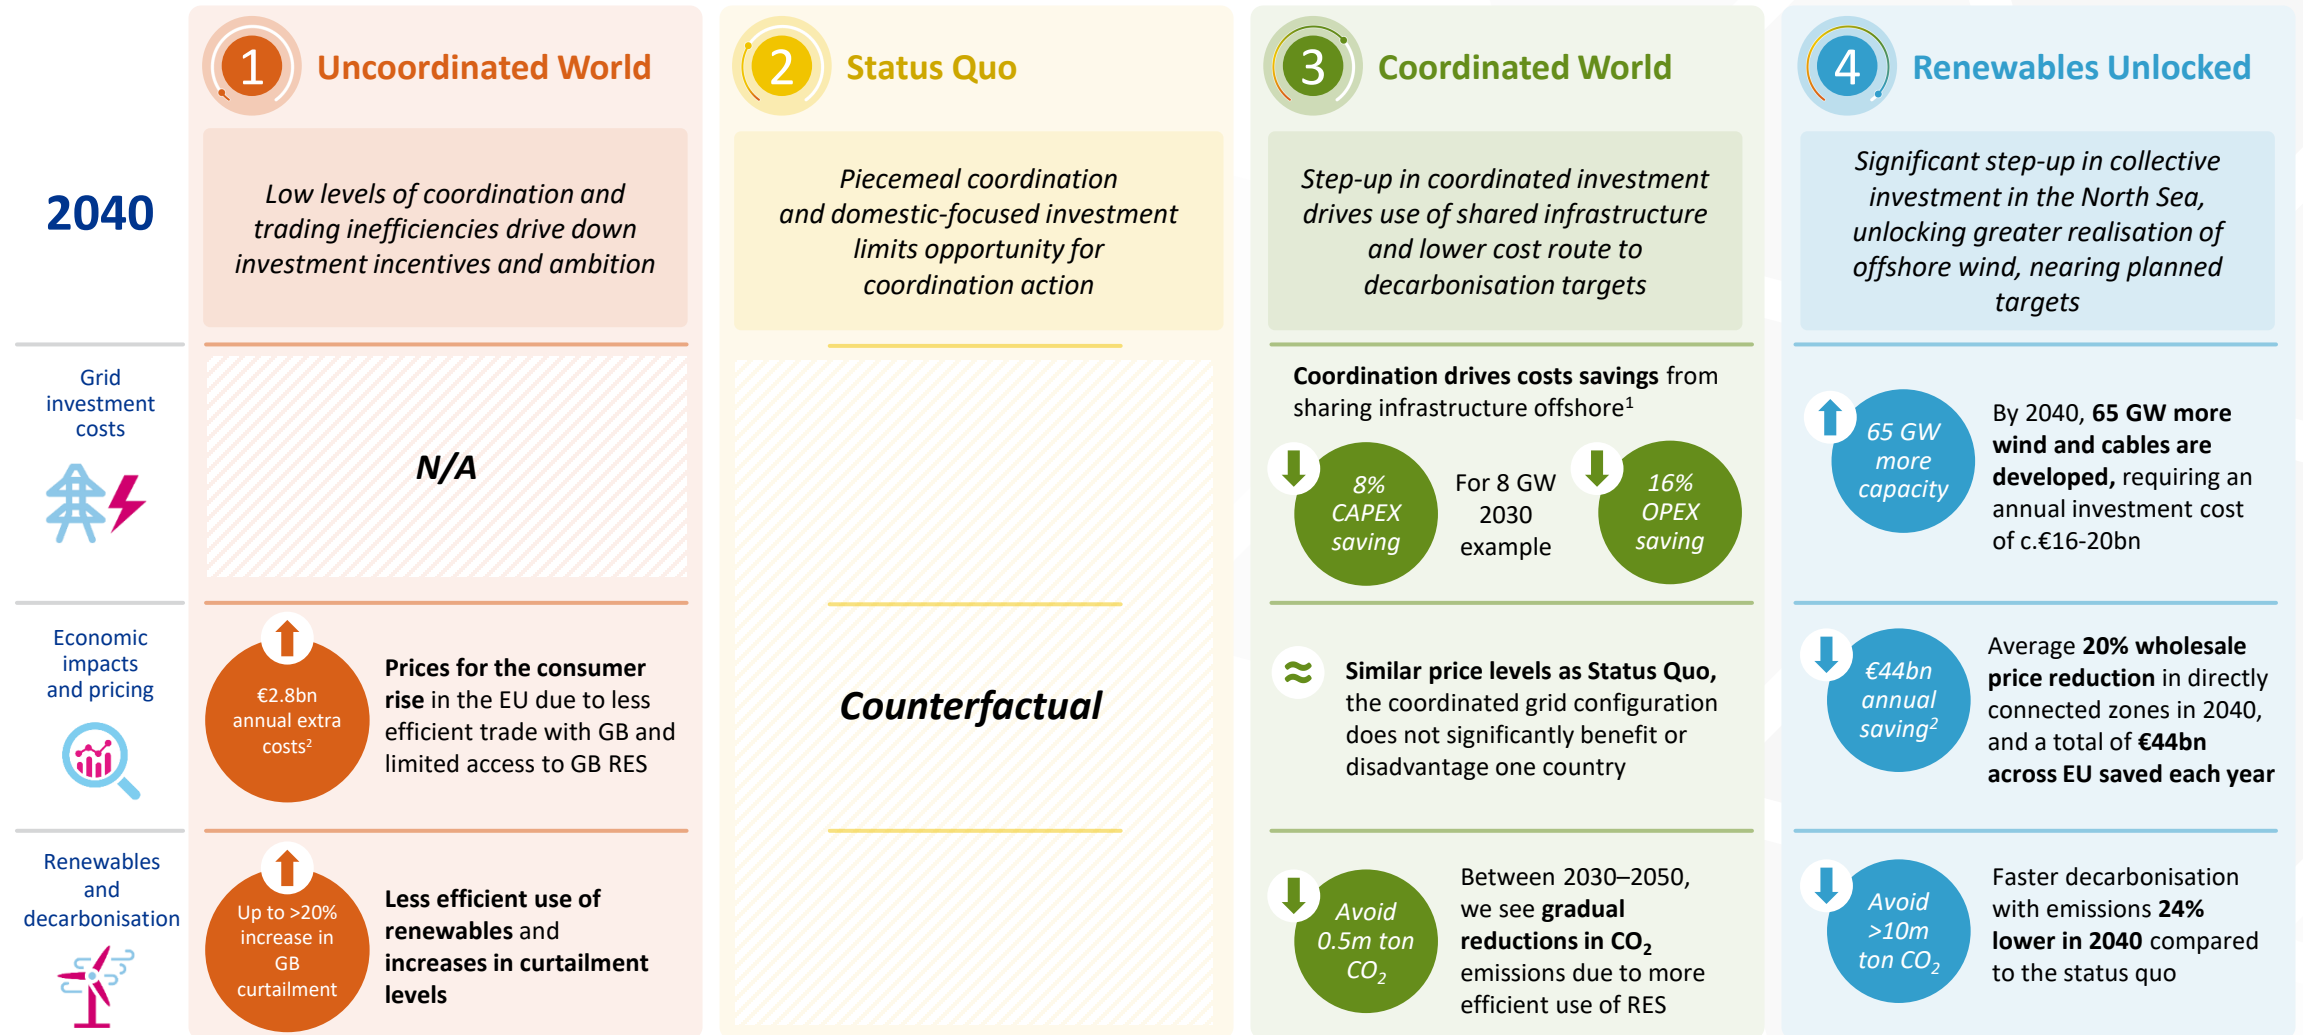 2040
1
Uncoordinated World
Low levels of coordination and
trading inefficiencies drive down
investment incentives and ambition
2
Status Quo
Piecemeal coordination
and domestic-focused investment
limits opportunity for
coordination action
3
Coordinated World
Step-up in coordinated investment
drives use of shared infrastructure
and lower cost route to
decarbonisation targets
4
Renewables Unlocked
Significant step-up in collective
investment in the North Sea,
unlocking greater realisation of
offshore wind, nearing planned
targets
Grid
investment
costs
N/A
Coordination drives costs savings from
sharing infrastructure offshore¹
8%
CAPEX
saving
For 8 GW
2030
example
16%
OPEX
saving
65 GW
more
capacity
By 2040, 65 GW more
wind and cables are
developed, requiring an
annual investment cost
of c.€16-20bn
Economic
impacts
and pricing
€2.8bn
annual extra
costs²
Prices for the consumer
rise in the EU due to less
efficient trade with GB and
limited access to GB RES
Counterfactual
≈
Similar price levels as Status Quo,
the coordinated grid configuration
does not significantly benefit or
disadvantage one country
€44bn
annual
saving²
Average 20% wholesale
price reduction in directly
connected zones in 2040,
and a total of €44bn
across EU saved each year
Renewables
and
decarbonisation
Up to >20%
increase in
GB
curtailment
Less efficient use of
renewables and
increases in curtailment
levels
Avoid
0.5m ton
CO₂
Between 2030–2050,
we see gradual
reductions in CO₂
emissions due to more
efficient use of RES
Avoid
>10m
ton CO₂
Faster decarbonisation
with emissions 24%
lower in 2040 compared
to the status quo